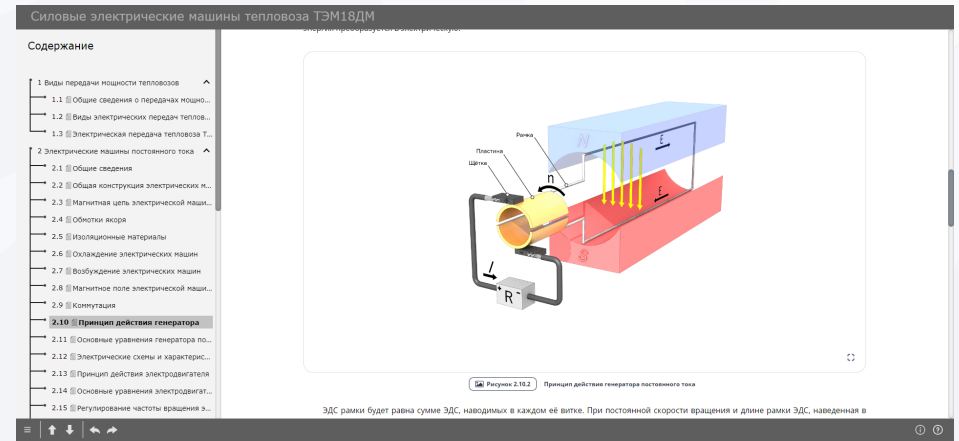 Силовые электрические машины тепловоза ТЭМ18ДМ
Содержание
1 Виды передачи мощности тепловозов
1.1 Общие сведения о передачах мощно...
1.2 Виды электрических передач теплов...
1.3 Электрическая передача тепловоза Т...
2 Электрические машины постоянного тока
2.1 Общие сведения
2.2 Общая конструкция электрических м...
2.3 Магнитная цепь электрической маши...
2.4 Обмотки якоря
2.5 Изоляционные материалы
2.6 Охлаждение электрических машин
2.7 Возбуждение электрических машин
2.8 Магнитное поле электрической маши...
2.9 Коммутация
2.10 Принцип действия генератора
2.11 Основные уравнения генератора по...
2.12 Электрические схемы и характерис...
2.13 Принцип действия электродвигателя
2.14 Основные уравнения электродвигат...
2.15 Регулирование частоты вращения э...
энергия преобразуется в электрическую.
Рамка
Пластина
Щётка
n
N
E
E
S
I
+ R -
Рисунок 2.10.2 Принцип действия генератора постоянного тока
ЭДС рамки будет равна сумме ЭДС, наводимых в каждом её витке. При постоянной скорости вращения и длине рамки ЭДС, наведенная в